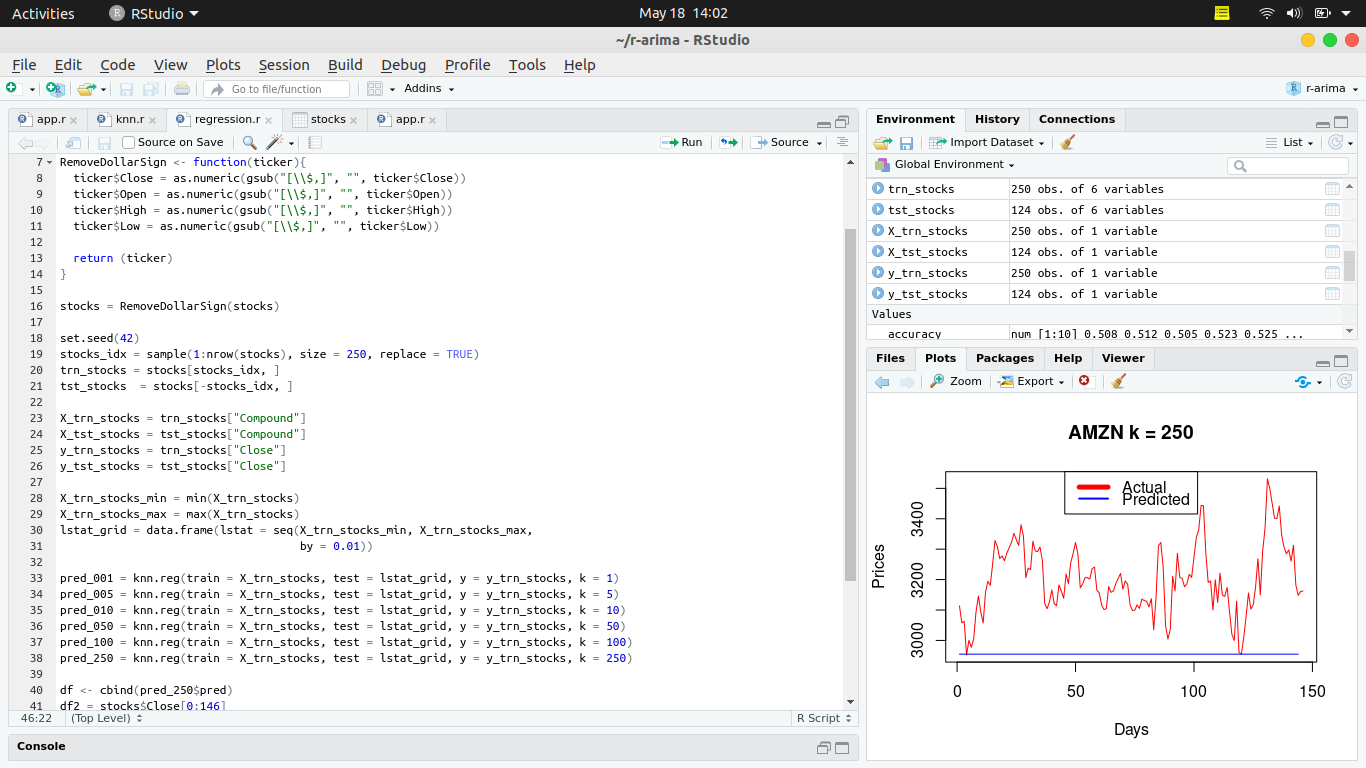 Activities RStudio May 18 14:02
~/r-arima - RStudio
File Edit Code View Plots Session Build Debug Profile Tools Help
Go to file/function Addins r-arima
app.r knn.r regression.r stocks app.r
Source on Save Run Source
7 RemoveDollarSign <- function(ticker){
8 ticker$Close = as.numeric(gsub("[\\$,]", "", ticker$Close))
9 ticker$Open = as.numeric(gsub("[\\$,]", "", ticker$Open))
10 ticker$High = as.numeric(gsub("[\\$,]", "", ticker$High))
11 ticker$Low = as.numeric(gsub("[\\$,]", "", ticker$Low))
12
13 return (ticker)
14 }
15
16 stocks = RemoveDollarSign(stocks)
17
18 set.seed(42)
19 stocks_idx = sample(1:nrow(stocks), size = 250, replace = TRUE)
20 trn_stocks = stocks[stocks_idx, ]
21 tst_stocks  = stocks[-stocks_idx, ]
22
23 X_trn_stocks = trn_stocks["Compound"]
24 X_tst_stocks = tst_stocks["Compound"]
25 y_trn_stocks = trn_stocks["Close"]
26 y_tst_stocks = tst_stocks["Close"]
27
28 X_trn_stocks_min = min(X_trn_stocks)
29 X_trn_stocks_max = max(X_trn_stocks)
30 lstat_grid = data.frame(lstat = seq(X_trn_stocks_min, X_trn_stocks_max,
31 by = 0.01))
32
33 pred_001 = knn.reg(train = X_trn_stocks, test = lstat_grid, y = y_trn_stocks, k = 1)
34 pred_005 = knn.reg(train = X_trn_stocks, test = lstat_grid, y = y_trn_stocks, k = 5)
35 pred_010 = knn.reg(train = X_trn_stocks, test = lstat_grid, y = y_trn_stocks, k = 10)
36 pred_050 = knn.reg(train = X_trn_stocks, test = lstat_grid, y = y_trn_stocks, k = 50)
37 pred_100 = knn.reg(train = X_trn_stocks, test = lstat_grid, y = y_trn_stocks, k = 100)
38 pred_250 = knn.reg(train = X_trn_stocks, test = lstat_grid, y = y_trn_stocks, k = 250)
39
40 df <- cbind(pred_250$pred)
41 df2 = stocks$Close[0:146]
46:22 (Top Level) R Script
Console
Environment History Connections
Import Dataset List
Global Environment
trn_stocks 250 obs. of 6 variables
tst_stocks 124 obs. of 6 variables
X_trn_stocks 250 obs. of 1 variable
X_tst_stocks 124 obs. of 1 variable
y_trn_stocks 250 obs. of 1 variable
y_tst_stocks 124 obs. of 1 variable
Values
accuracy num [1:10] 0.508 0.512 0.505 0.523 0.525 ...
Files Plots Packages Help Viewer
Zoom Export
AMZN k = 250
Actual
Predicted
Prices
3400
3200
3000
0 50 100 150
Days